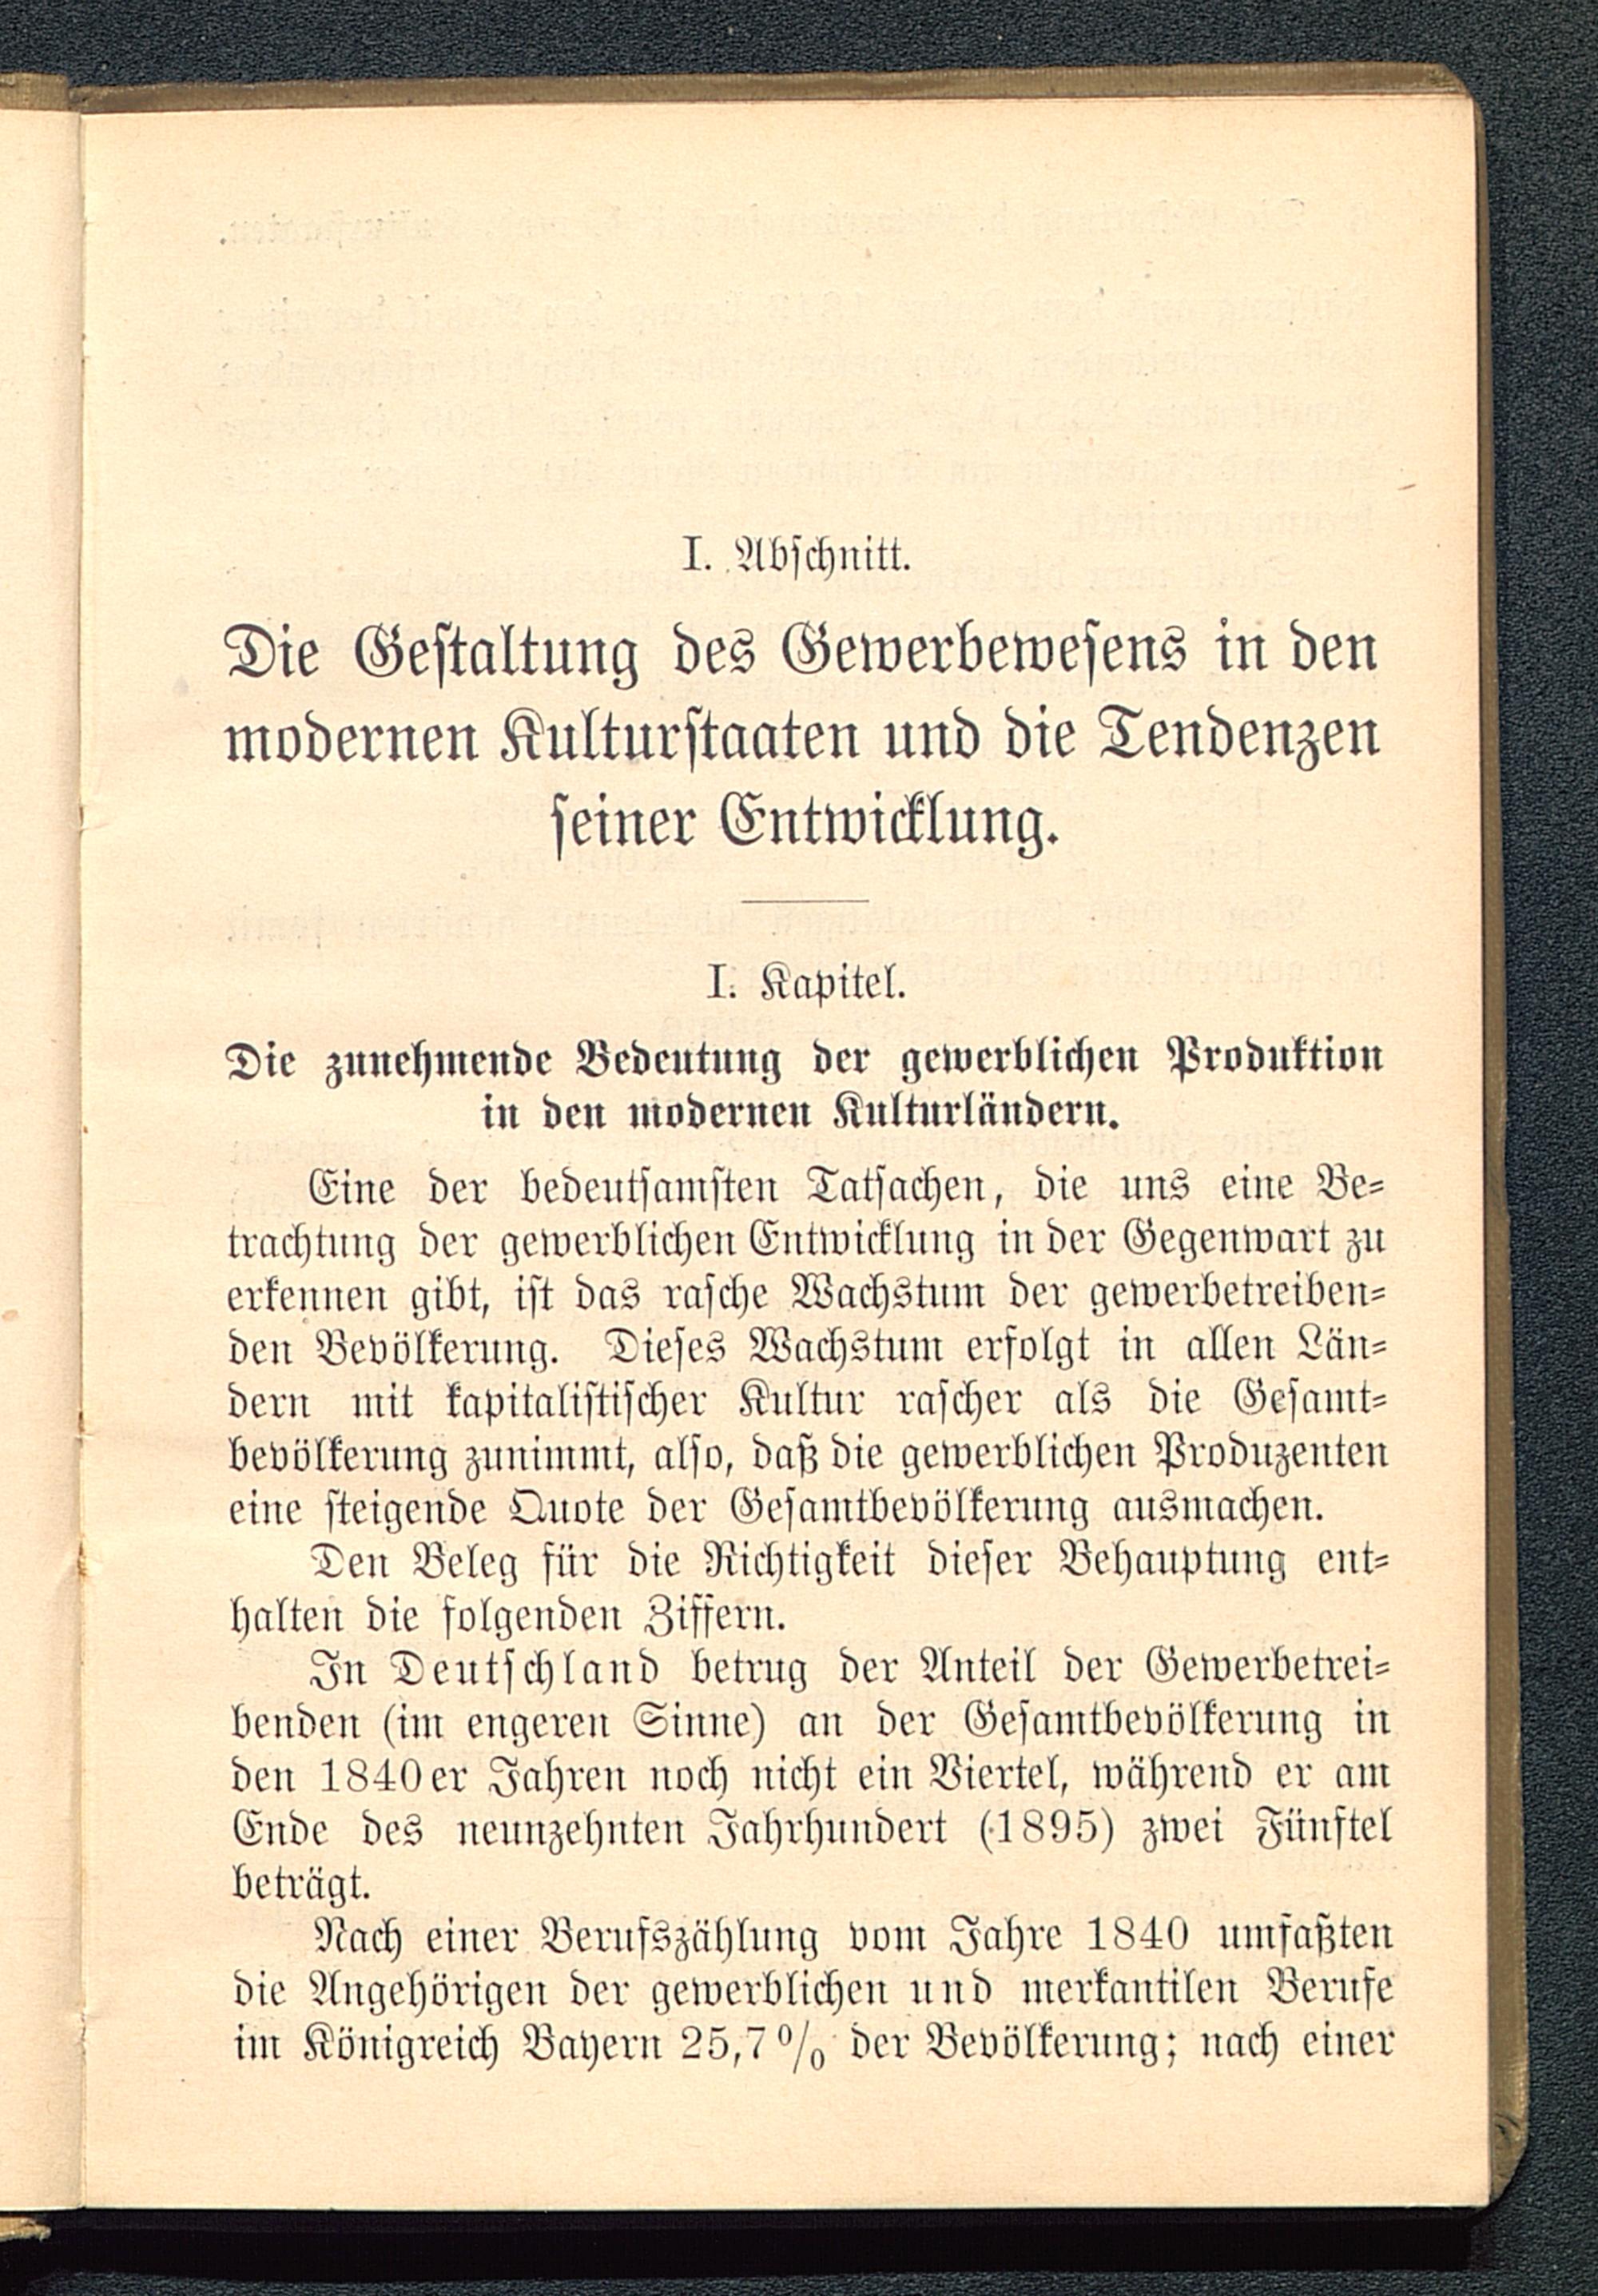 I. Abschnitt.
Die Gestaltung des Gewerbewesens in den
modernen Kulturstaaten und die Tendenzen
seiner Entwicklung.
I. Kapitel.
Die zunehmende Bedeutung der gewerblichen Produktion
in den modernen Kulturländern.
Eine der bedeutsamsten Tatsachen, die uns eine Be-
trachtung der gewerblichen Entwicklung in der Gegenwart zu
erkennen gibt, ist das rasche Wachstum der gewerbetreiben-
den Bevölkerung. Dieses Wachstum erfolgt in allen Län-
dern mit kapitalistischer Kultur rascher als die Gesamt-
bevölkerung zunimmt, also, daß die gewerblichen Produzenten
eine steigende Quote der Gesamtbevölkerung ausmachen.
Den Beleg für die Richtigkeit dieser Behauptung ent-
halten die folgenden Ziffern.
In Deutschland betrug der Anteil der Gewerbetrei-
benden (im engeren Sinne) an der Gesamtbevölkerung in
den 1840er Jahren noch nicht ein Viertel, während er am
Ende des neunzehnten Jahrhundert (1895) zwei Fünftel
beträgt.
Nach einer Berufszählung vom Jahre 1840 umfaßten
die Angehörigen der gewerblichen und merkantilen Berufe
im Königreich Bayern 25,7 % der Bevölkerung; nach einer